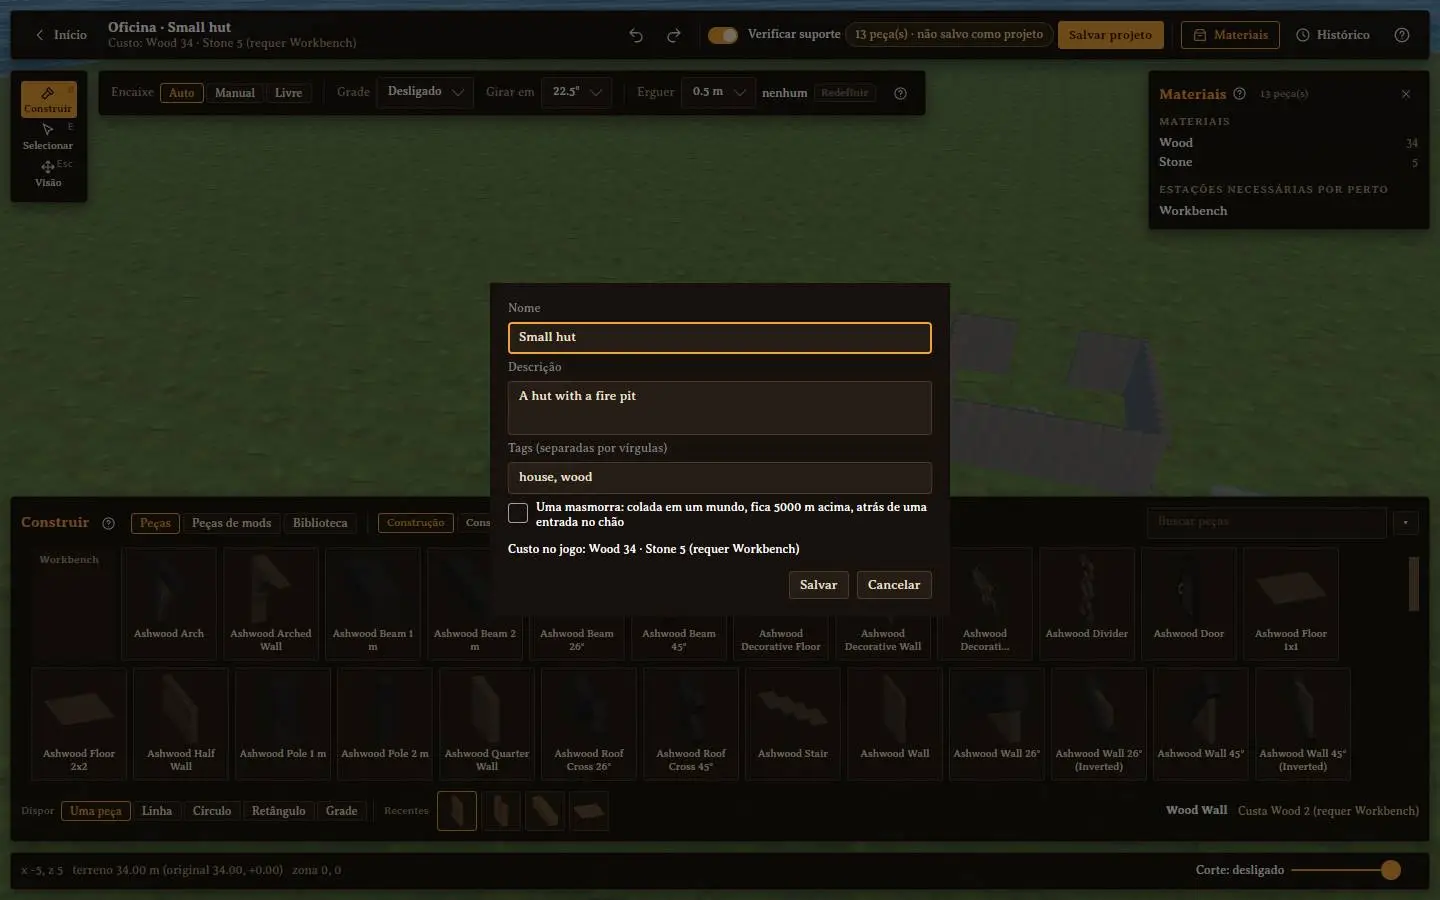 Início
Oficina · Small hut
Custo: Wood 34 · Stone 5 (requer Workbench)
Verificar suporte
13 peça(s) · não salvo como projeto
Salvar projeto
Materiais
Histórico
Construir
E
Selecionar
Esc
Visão
Encaixe
Auto
Manual
Livre
Grade
Desligado
Girar em
22.5°
Erguer
0.5 m
nenhum
Redefinir
Materiais
13 peça(s)
MATERIAIS
Wood 34
Stone 5
ESTAÇÕES NECESSÁRIAS POR PERTO
Workbench
Nome
Small hut
Descrição
A hut with a fire pit
Tags (separadas por vírgulas)
house, wood
Uma masmorra: colada em um mundo, fica 5000 m acima, atrás de uma
entrada no chão
Custo no jogo: Wood 34 · Stone 5 (requer Workbench)
Salvar
Cancelar
Construir
Peças
Peças de mods
Biblioteca
Construção
Buscar peças
Workbench
Ashwood Arch
Ashwood Arched
Wall
Ashwood Beam 1
m
Ashwood Beam 2
m
Ashwood Beam
26°
Ashwood Beam
45°
Ashwood
Decorative Floor
Ashwood
Decorative Wall
Ashwood
Decorati...
Ashwood Divider
Ashwood Door
Ashwood Floor
1x1
Ashwood Floor
2x2
Ashwood Half
Wall
Ashwood Pole 1 m
Ashwood Pole 2 m
Ashwood Quarter
Wall
Ashwood Roof
Cross 26°
Ashwood Roof
Cross 45°
Ashwood Stair
Ashwood Wall
Ashwood Wall 26°
Ashwood Wall 26°
(Inverted)
Ashwood Wall 45°
Ashwood Wall 45°
(Inverted)
Dispor
Uma peça
Linha
Círculo
Retângulo
Grade
Recentes
Wood Wall
Custa Wood 2 (requer Workbench)
x -5, z 5 terreno 34.00 m (original 34.00, +0.00) zona 0, 0
Corte: desligado